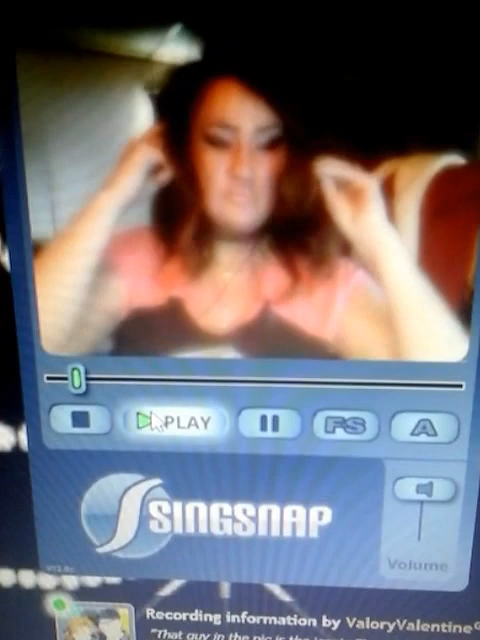 PLAY
FS
A
SINGSNAP
Volume
Recording information by ValoryValentine
"That guy in the pic is the